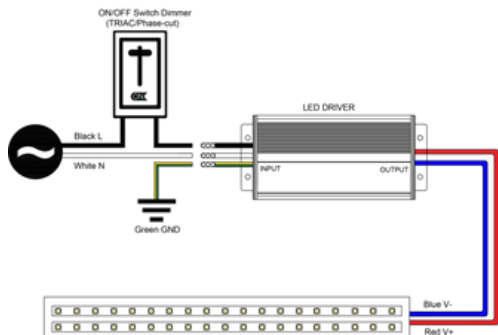 ON/OFF Switch Dimmer
(TRIAC/Phase-cut)
LED DRIVER
Black L
White N
INPUT
OUTPUT
Green GND
Blue V-
Red V+